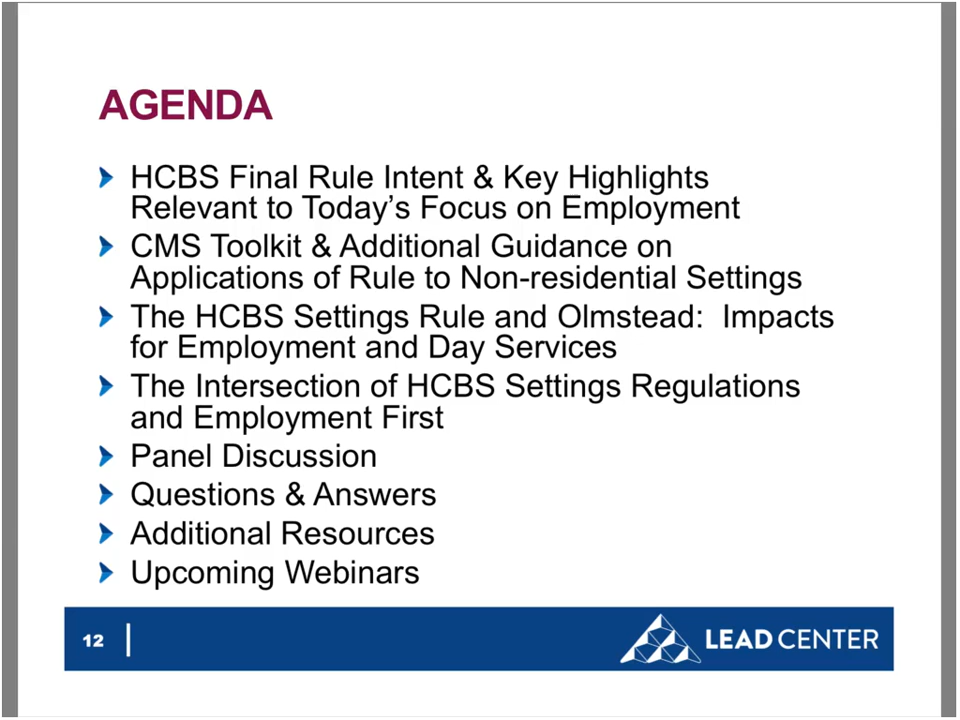 AGENDA
HCBS Final Rule Intent & Key Highlights
Relevant to Today’s Focus on Employment
CMS Toolkit & Additional Guidance on
Applications of Rule to Non-residential Settings
The HCBS Settings Rule and Olmstead:  Impacts
for Employment and Day Services
The Intersection of HCBS Settings Regulations
and Employment First
Panel Discussion
Questions & Answers
Additional Resources
Upcoming Webinars
12
LEAD CENTER